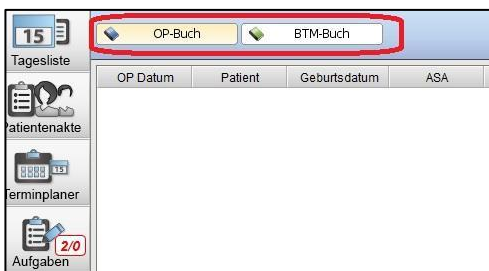 15
OP-Buch
BTM-Buch
Tagesliste
OP Datum
Patient
Geburtsdatum
ASA
Patientenakte
15
Terminplaner
2/0
Aufgaben